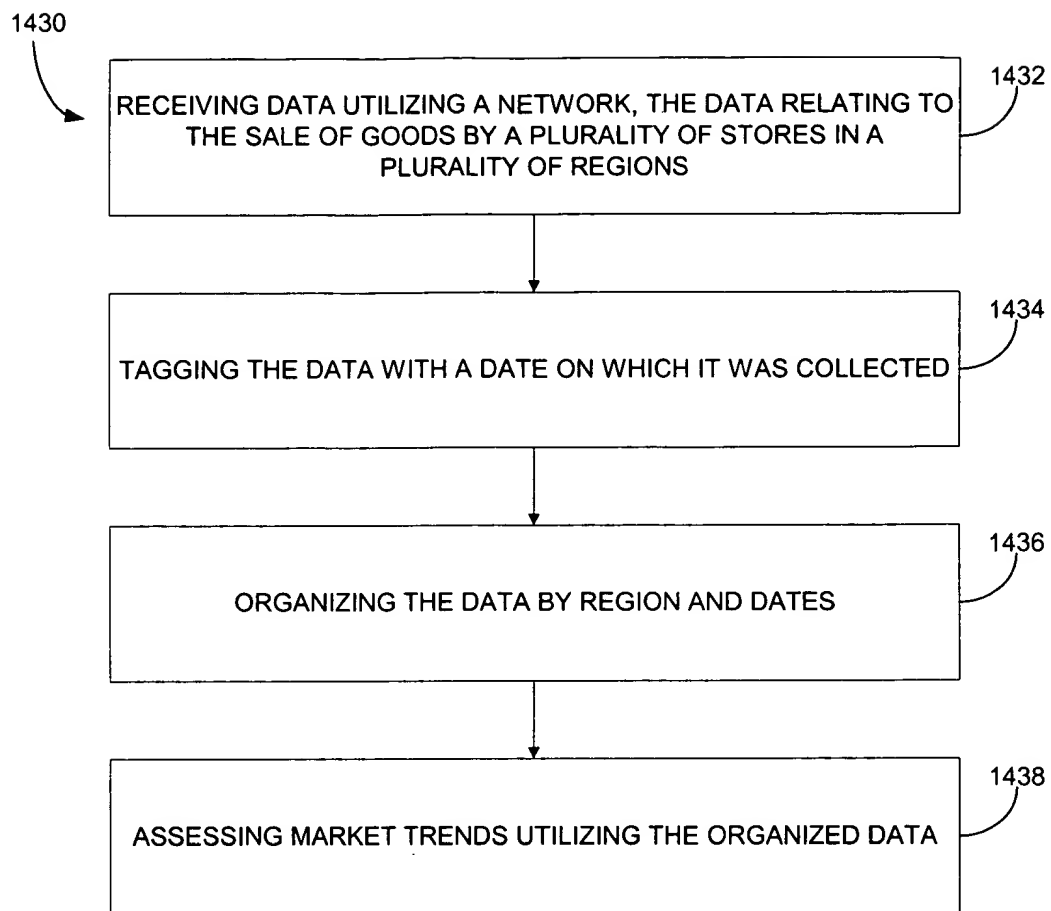 1430
1432
RECEIVING DATA UTILIZING A NETWORK, THE DATA RELATING TO
THE SALE OF GOODS BY A PLURALITY OF STORES IN A
PLURALITY OF REGIONS
1434
TAGGING THE DATA WITH A DATE ON WHICH IT WAS COLLECTED
1436
ORGANIZING THE DATA BY REGION AND DATES
1438
ASSESSING MARKET TRENDS UTILIZING THE ORGANIZED DATA